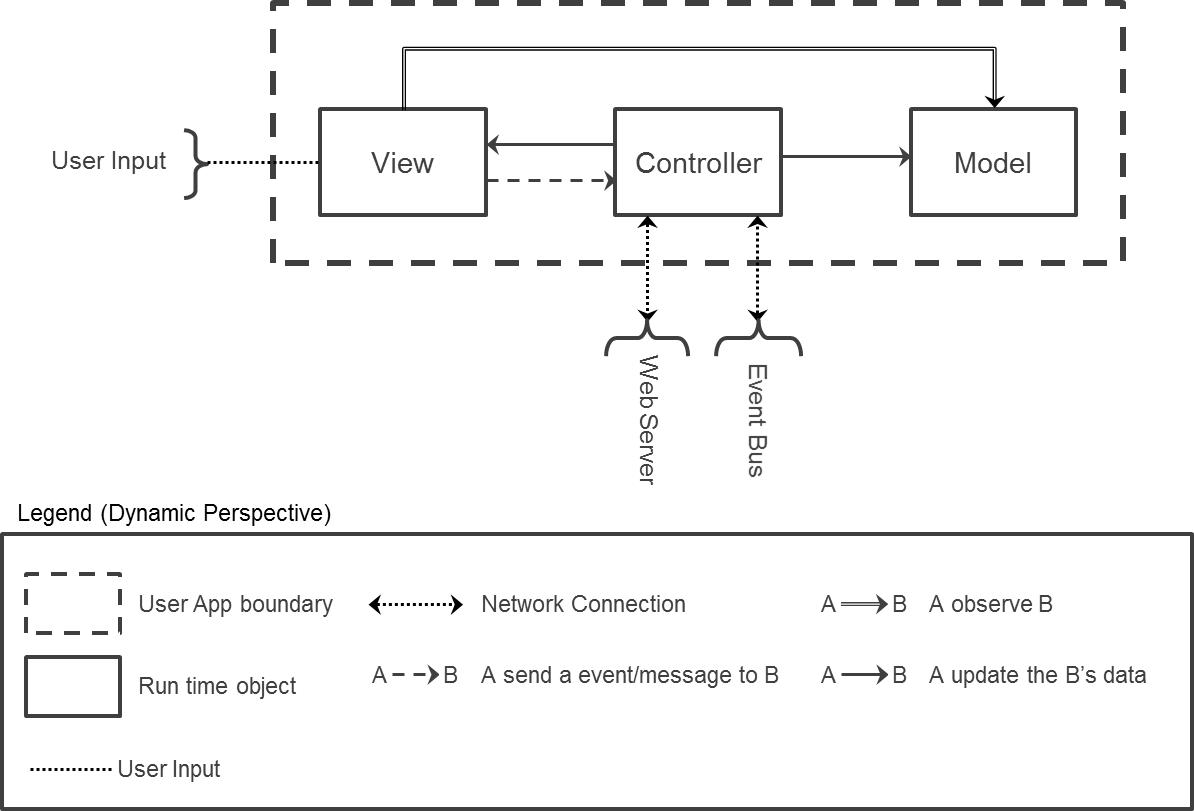 User Input
View
Controller
Model
Web Server
Event Bus
Legend (Dynamic Perspective)
User App boundary
Network Connection
A B A observe B
Run time object
A B A send a event/message to B
A B A update the B's data
User Input